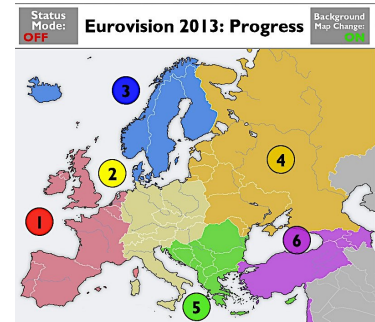 Status
Mode:
OFF
Eurovision 2013: Progress
Background
Map Change:
ON
3
2
4
1
6
5